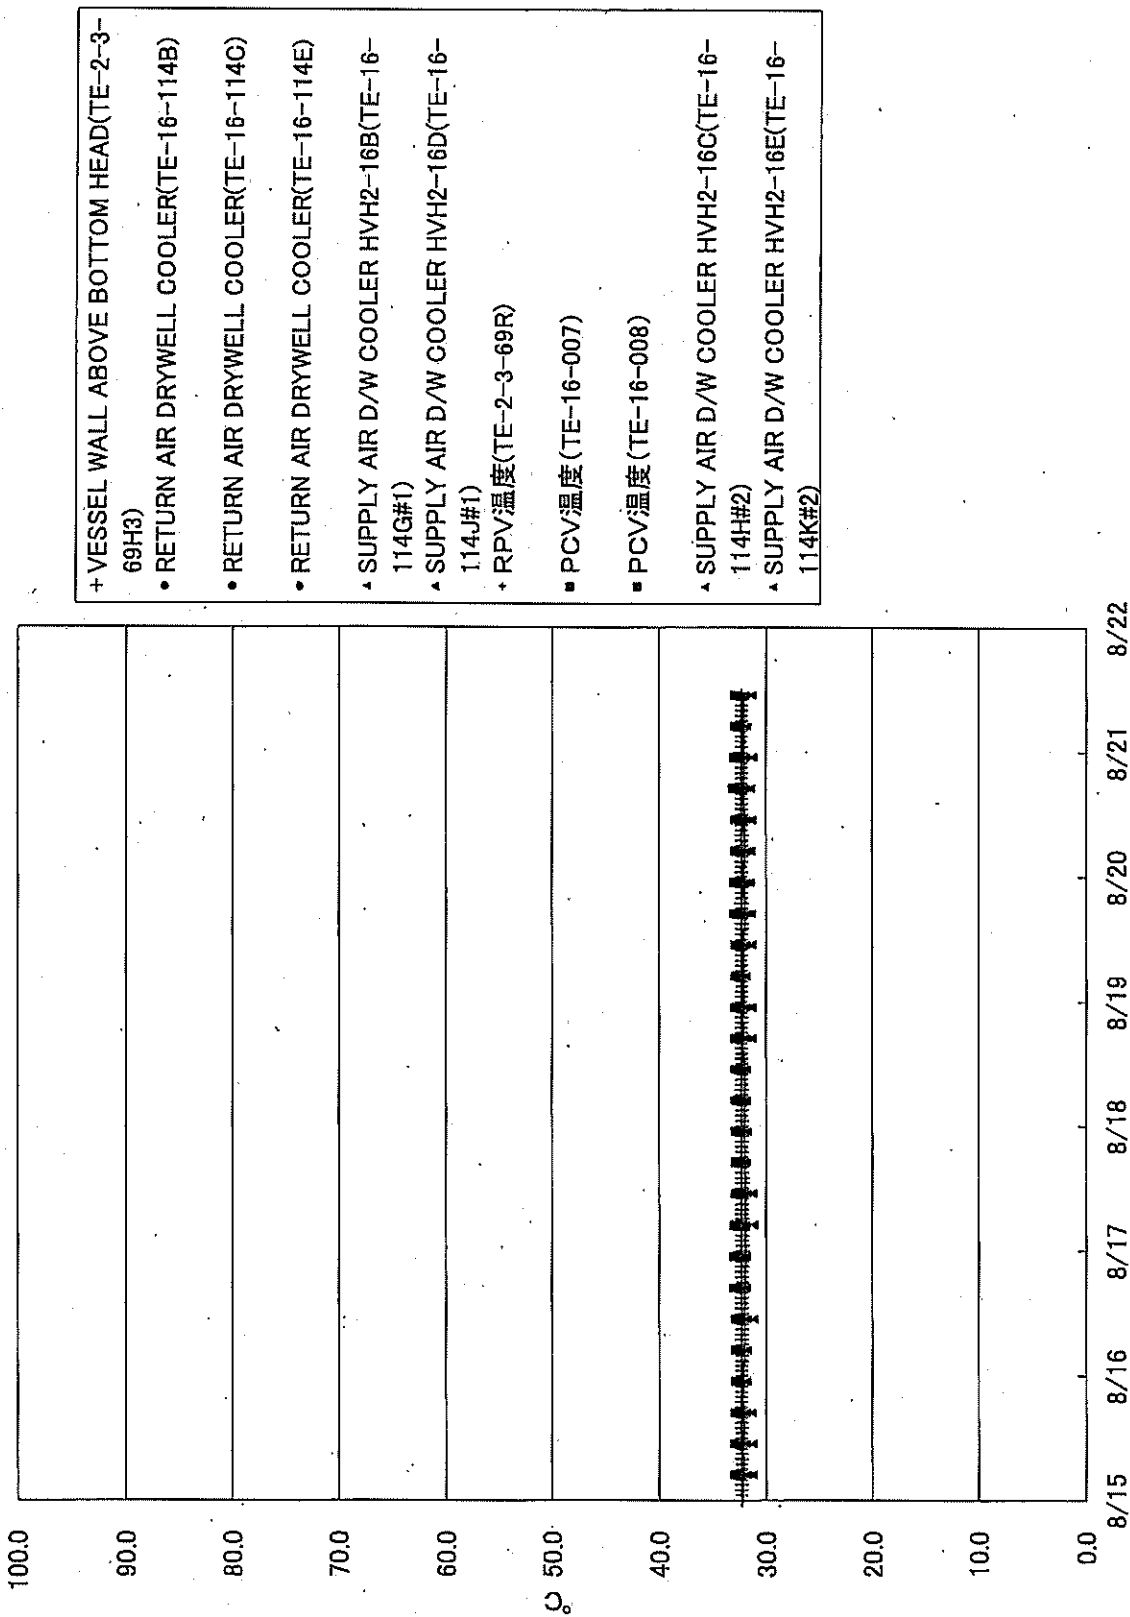 + VESSEL WALL ABOVE BOTTOM HEAD(TE-2-3-
69H3)
• RETURN AIR DRYWELL COOLER(TE-16-114B)
• RETURN AIR DRYWELL COOLER(TE-16-114C)
• RETURN AIR DRYWELL COOLER(TE-16-114E)
▲ SUPPLY AIR D/W COOLER HVH2-16B(TE-16-
114G#1)
▲ SUPPLY AIR D/W COOLER HVH2-16D(TE-16-
114J#1)
+ RPV温度(TE-2-3-69R)
■ PCV温度(TE-16-007)
■ PCV温度(TE-16-008)
▲ SUPPLY AIR D/W COOLER HVH2-16C(TE-16-
114H#2)
▲ SUPPLY AIR D/W COOLER HVH2-16E(TE-16-
114K#2)
100.0
90.0
80.0
70.0
60.0
50.0
40.0
30.0
20.0
10.0
0.0
℃
8/15 8/16 8/17 8/18 8/19 8/20 8/21 8/22